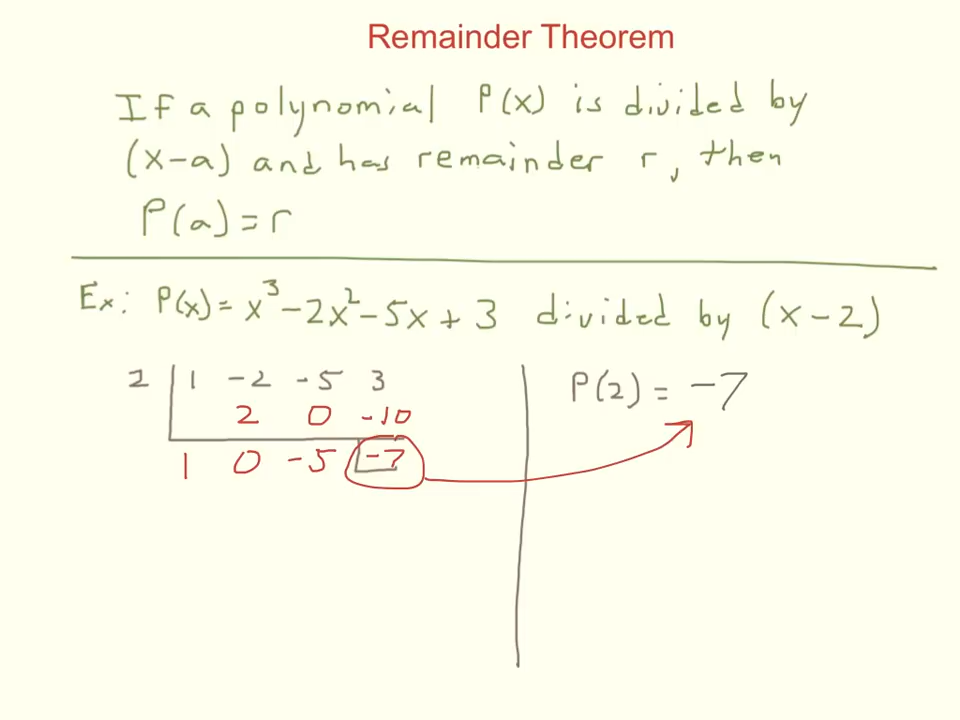 Remainder Theorem
If a polynomial P(x) is divided by
(x-a) and has remainder r, then
P(a) = r
Ex: P(x) = x³ - 2x² - 5x + 3 divided by (x - 2)
2 | 1 -2 -5 3
2 0 -10
1 0 -5 -7
P(2) = -7